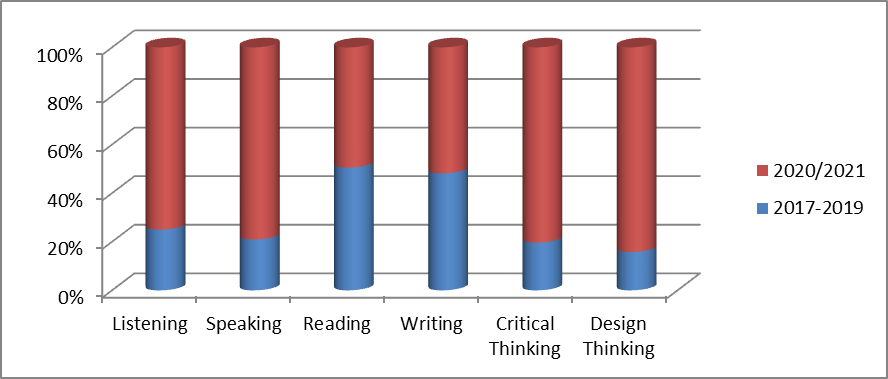 100%
80%
60%
40%
20%
0%
Listening
Speaking
Reading
Writing
Critical
Thinking
Design
Thinking
2020/2021
2017-2019